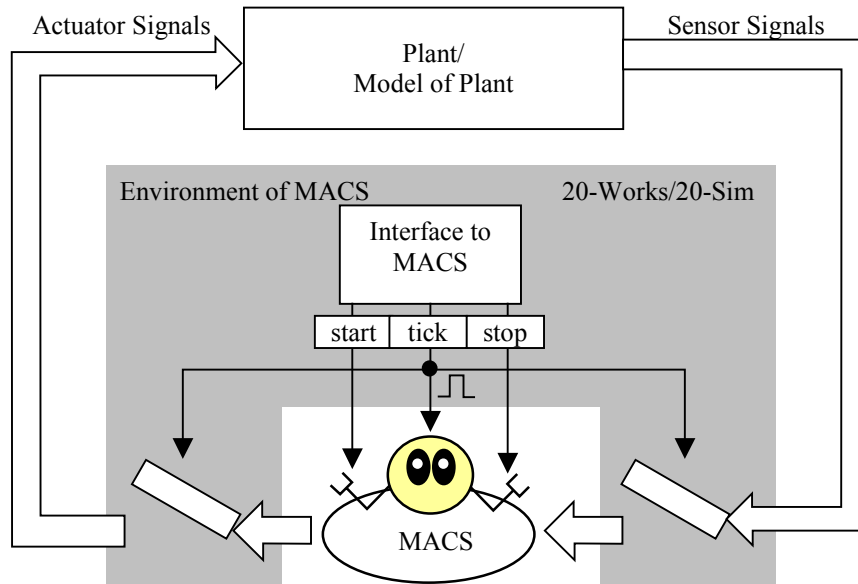 Actuator Signals
Sensor Signals
Plant/
Model of Plant
Environment of MACS
20-Works/20-Sim
Interface to
MACS
start
tick
stop
MACS